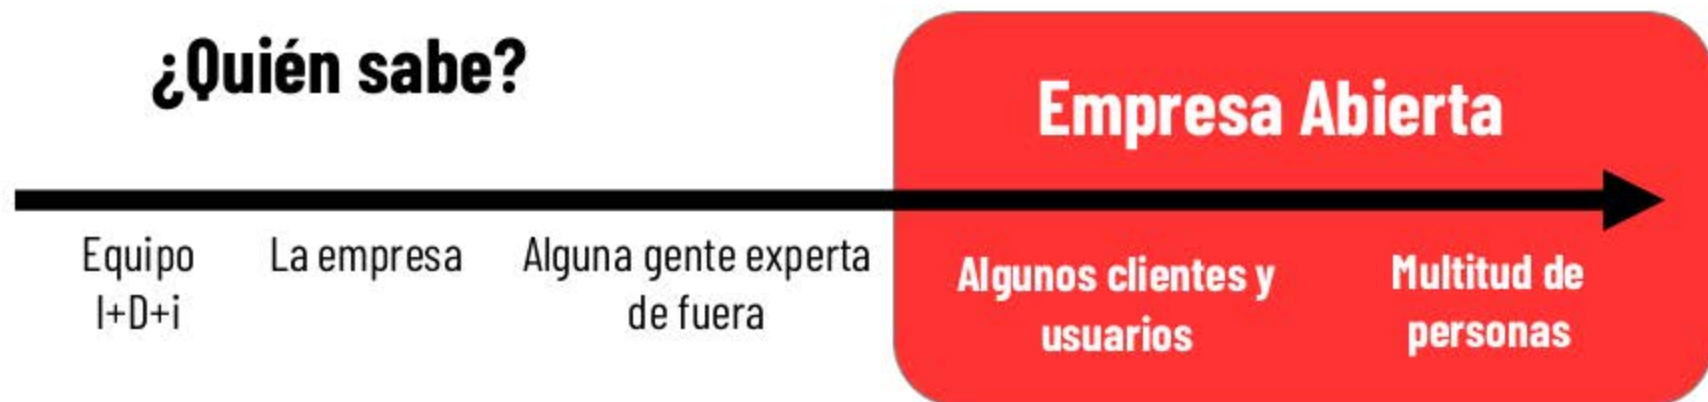 ¿Quién sabe?
Empresa Abierta
Equipo
I+D+i
La empresa
Alguna gente experta
de fuera
Algunos clientes y
usuarios
Multitud de
personas